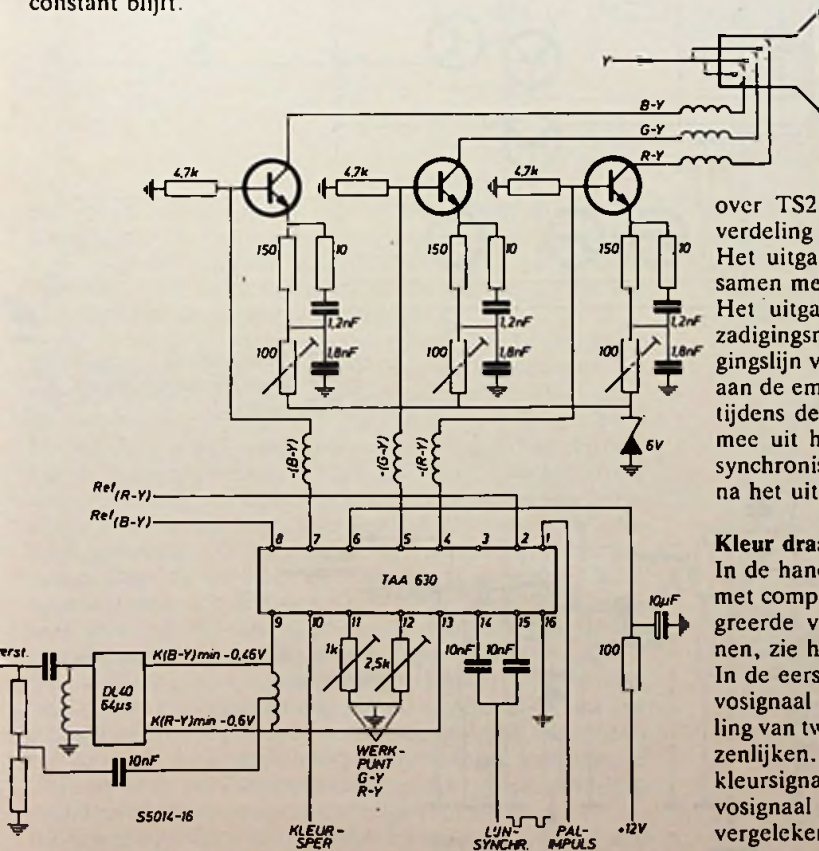 constant blijft.
Y
B-Y
G-Y
R-Y
4,7k
4,7k
4,7k
150
10
150
10
150
10
1,2nF
1,2nF
1,2nF
100
1,8nF
100
1,8nF
100
1,8nF
6V
-(B-Y)
-(G-Y)
-(R-Y)
Ref(R-Y)
Ref(B-Y)
8 7 6 5 4 3 2 1
TAA 630
9 10 11 12 13 14 15 16
10µF
100
1k
2,5k
10nF 10nF
erst.
DL40
64µs
K(B-Y)min -0,46V
K(R-Y)min -0,6V
10nF
WERK-
PUNT
G-Y
R-Y
S5014-16
KLEUR-
SPER
LIJN-
SYNCHR.
PAL-
IMPULS
+12V
over TS2
verdeling
Het uitga
samen me
Het uitga
zadigingsr
gingslijn v
aan de em
tijdens de
mee uit h
synchronis
na het uit
Kleur draa
In de hand
met comp
greerde v
nen, zie h
In de eers
vosignaal
ling van tw
zenlijken.
kleursigna
vosignaal
vergeleken